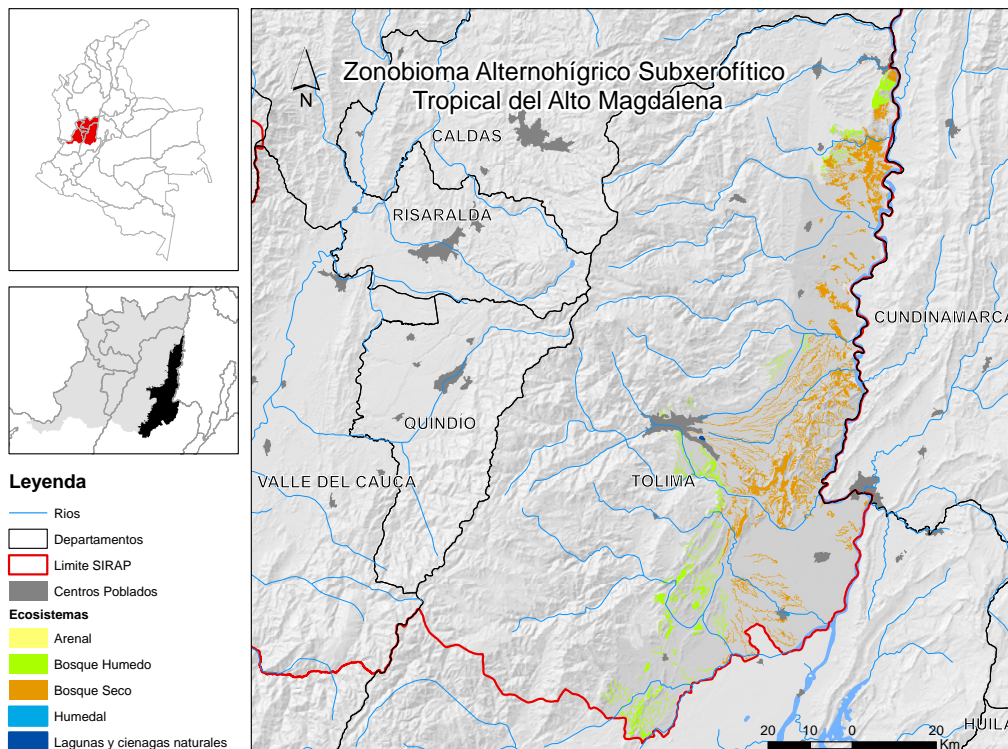 Zonobioma Alternohígrico Subxerofítico
Tropical del Alto Magdalena
N
CALDAS
RISARALDA
CUNDINAMARCA
QUINDIO
VALLE DEL CAUCA
TOLIMA
HUILA
Leyenda
Rios
Departamentos
Limite SIRAP
Centros Poblados
Ecosistemas
Arenal
Bosque Humedo
Bosque Seco
Humedal
Lagunas y cienagas naturales
20 0 20
Km